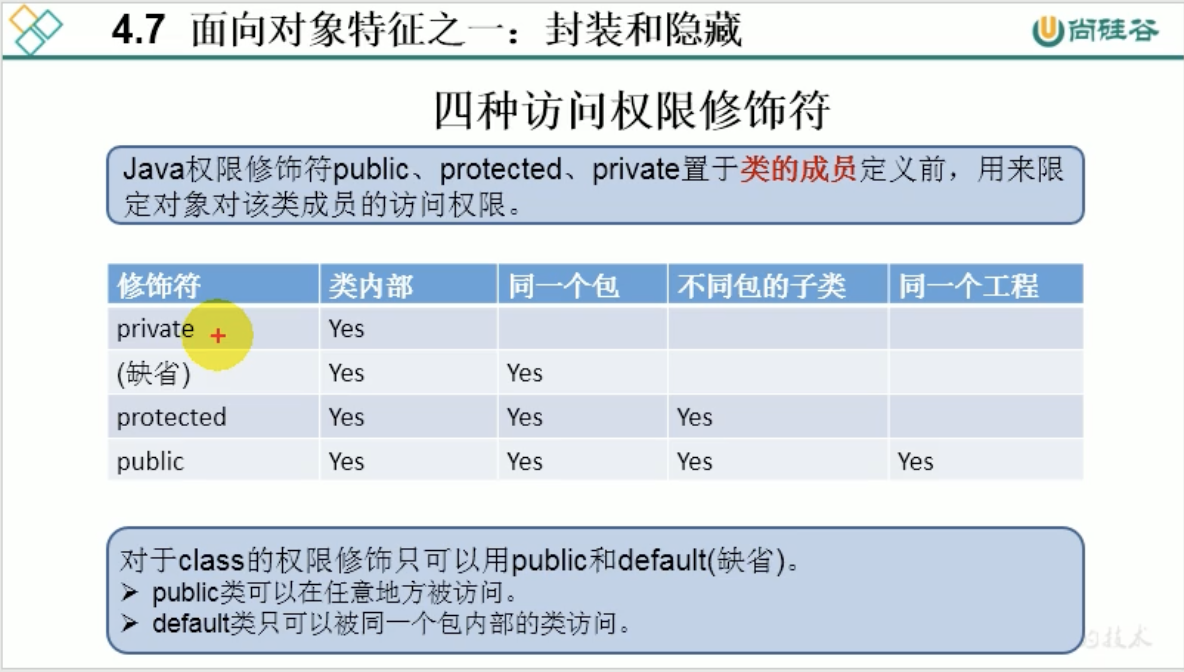 4.7 面向对象特征之一：封装和隐藏
尚硅谷
四种访问权限修饰符
Java权限修饰符public、protected、private置于类的成员定义前，用来限
定对象对该类成员的访问权限。
修饰符 类内部 同一个包 不同包的子类 同一个工程
private Yes
(缺省) Yes Yes
protected Yes Yes Yes
public Yes Yes Yes Yes
对于class的权限修饰只可以用public和default(缺省)。
➢ public类可以在任意地方被访问。
➢ default类只可以被同一个包内部的类访问。
的技术